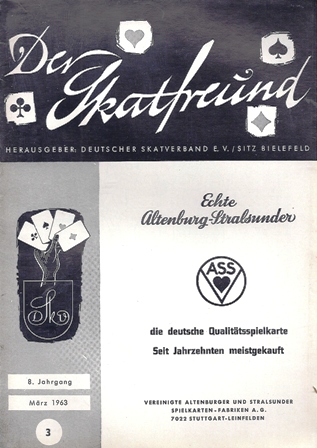 Der
Skatfreund
HERAUSGEBER: DEUTSCHER SKATVERBAND E. V. / SITZ BIELEFELD
Echte
Altenburg-Stralsunder
ASS
die deutsche Qualitätsspielkarte
Seit Jahrzehnten meistgekauft
D Sk V
8. Jahrgang
März 1963
3
VEREINIGTE ALTENBURGER UND STRALSUNDER
SPIELKARTEN-FABRIKEN A. G.
7022 STUTTGART-LEINFELDEN